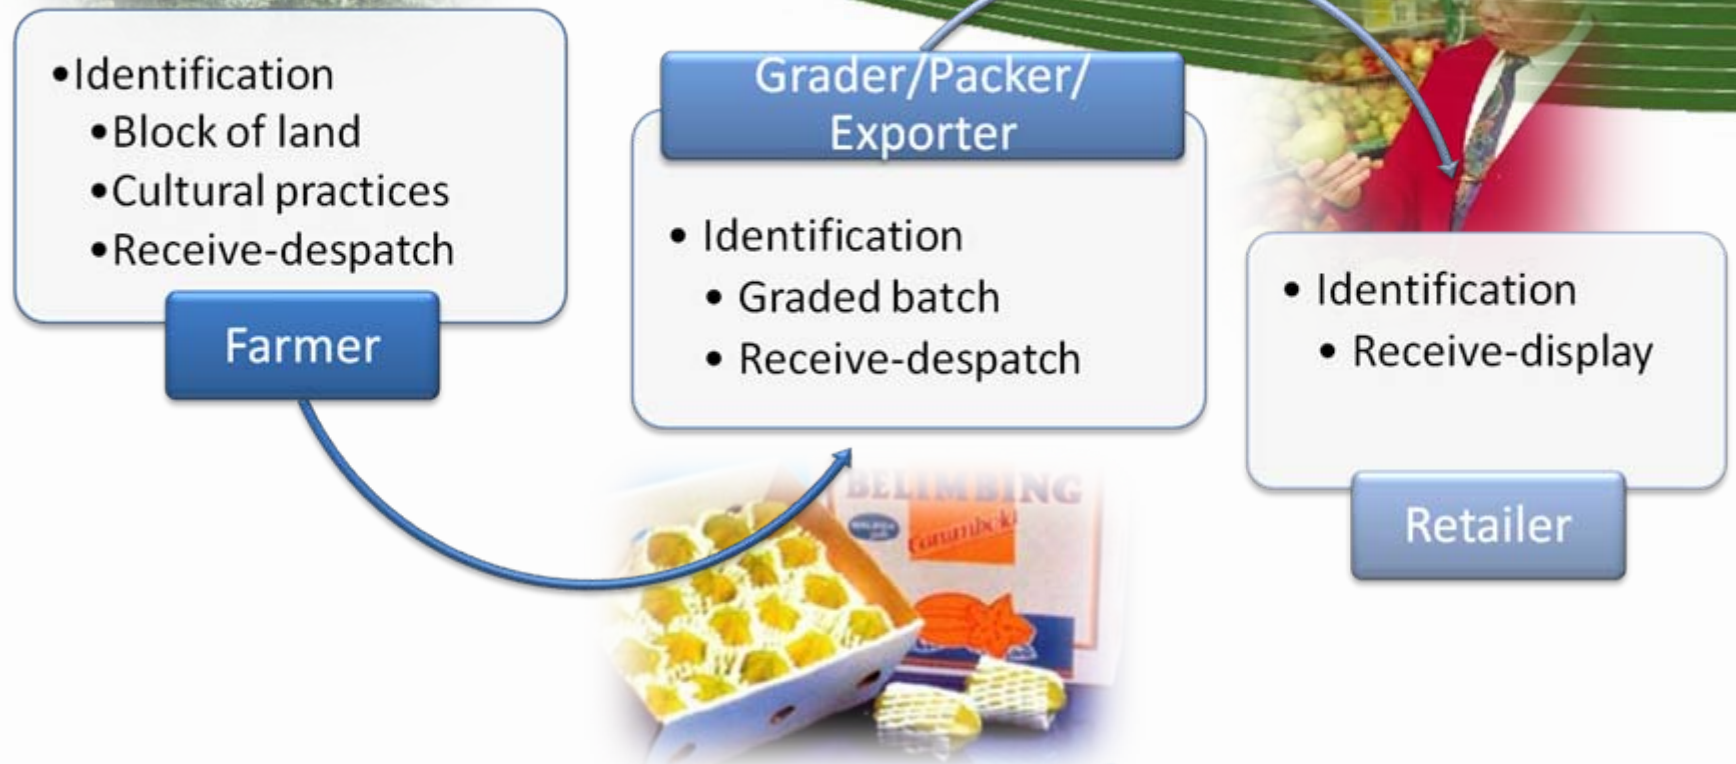 •Identification
•Block of land
•Cultural practices
•Receive-despatch
Farmer
Grader/Packer/
Exporter
• Identification
• Graded batch
• Receive-despatch
• Identification
• Receive-display
Retailer
BELIMBING